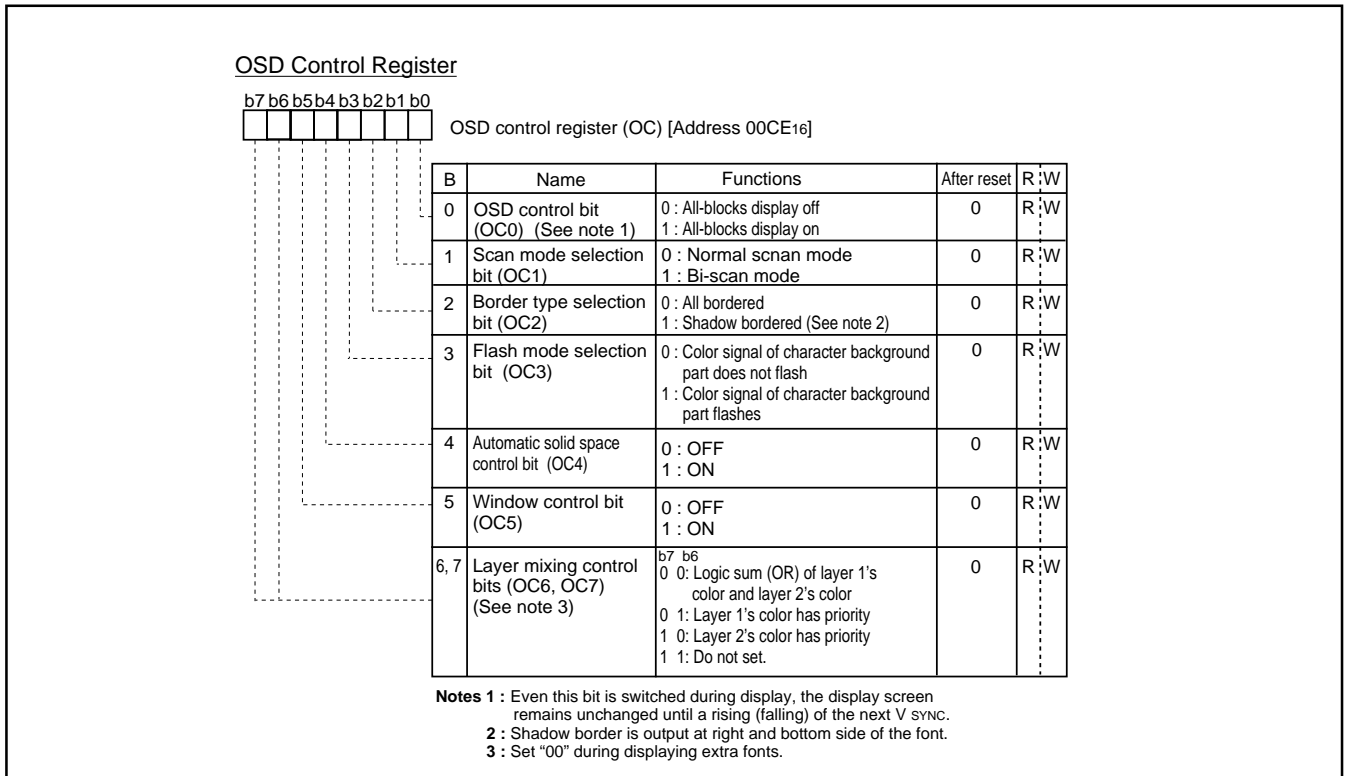 OSD Control Register
b7 b6 b5 b4 b3 b2 b1 b0
OSD control register (OC) [Address 00CE16]
B Name Functions After reset R W
0 OSD control bit (OC0) (See note 1) 0 : All-blocks display off 0 R W
1 : All-blocks display on
1 Scan mode selection bit (OC1) 0 : Normal scnan mode 0 R W
1 : Bi-scan mode
2 Border type selection bit (OC2) 0 : All bordered 0 R W
1 : Shadow bordered (See note 2)
3 Flash mode selection bit (OC3) 0 : Color signal of character background 0 R W
part does not flash
1 : Color signal of character background
part flashes
4 Automatic solid space control bit (OC4) 0 : OFF 0 R W
1 : ON
5 Window control bit (OC5) 0 : OFF 0 R W
1 : ON
6, 7 Layer mixing control bits (OC6, OC7) (See note 3) b7 b6 0 R W
0 0: Logic sum (OR) of layer 1's
color and layer 2's color
0 1: Layer 1's color has priority
1 0: Layer 2's color has priority
1 1: Do not set.
Notes 1 : Even this bit is switched during display, the display screen
remains unchanged until a rising (falling) of the next V SYNC.
2 : Shadow border is output at right and bottom side of the font.
3 : Set “00” during displaying extra fonts.